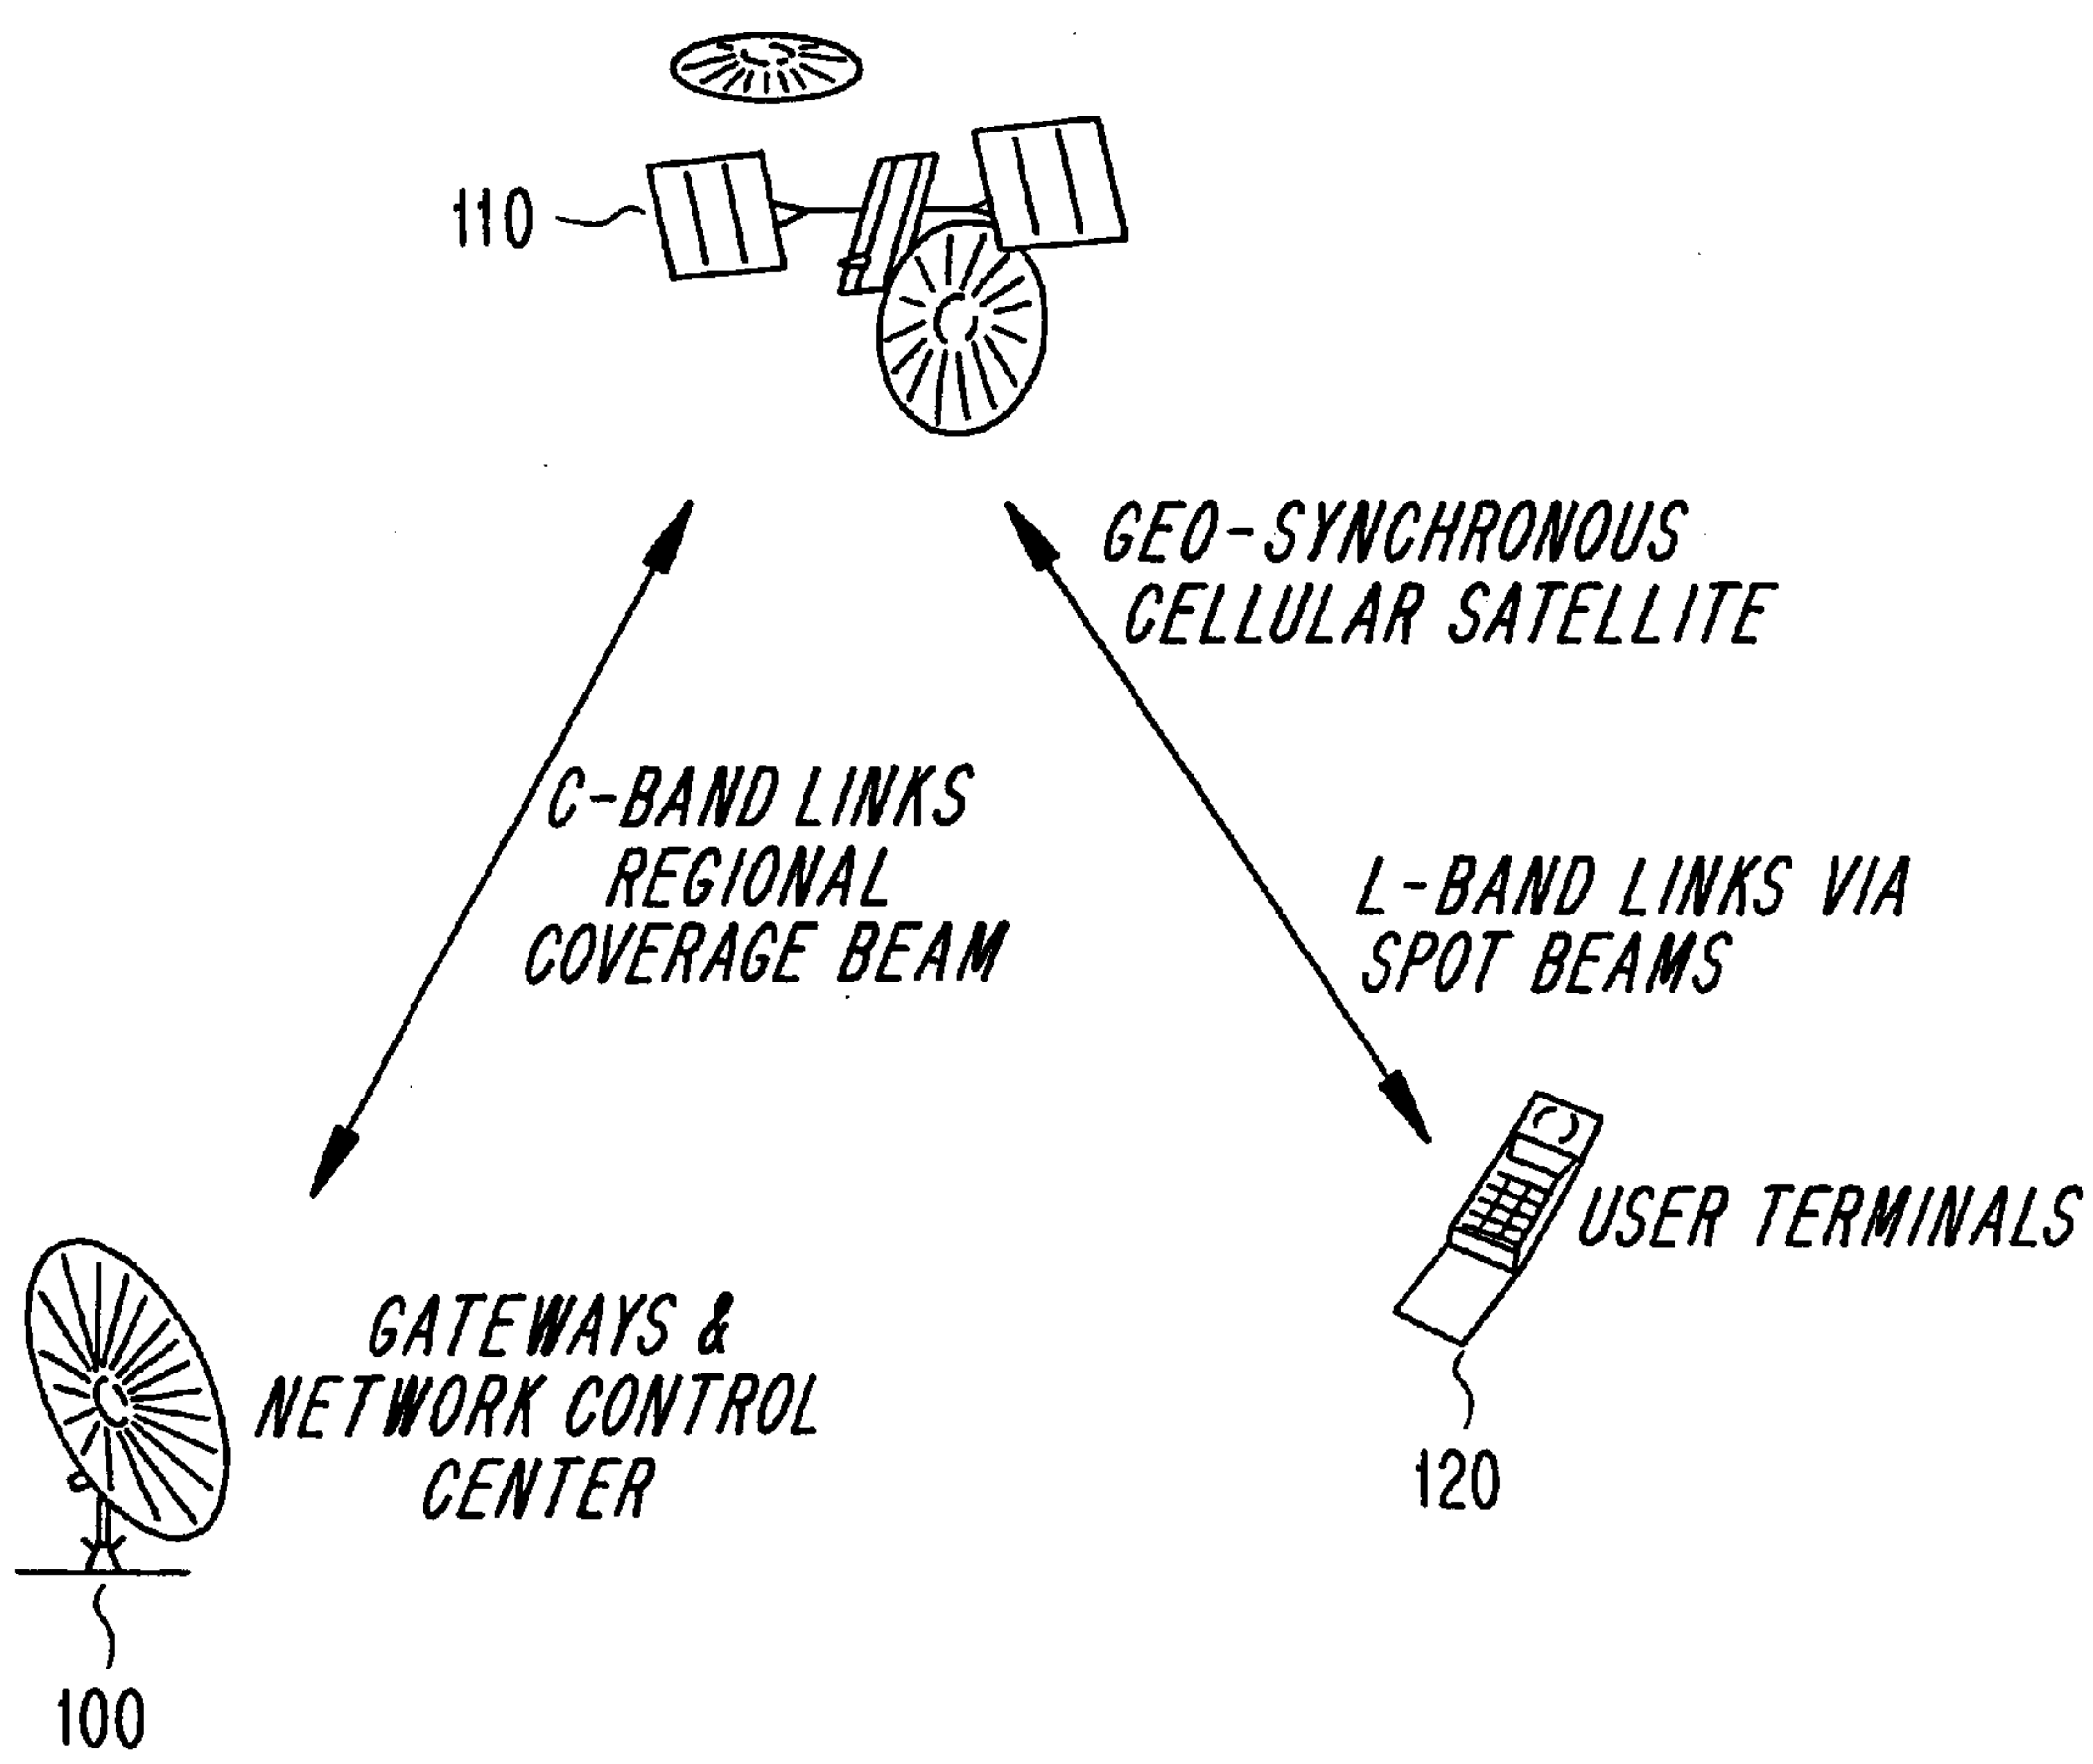 110
GEO-SYNCHRONOUS
CELLULAR SATELLITE
C-BAND LINKS
REGIONAL
COVERAGE BEAM
L-BAND LINKS VIA
SPOT BEAMS
USER TERMINALS
GATEWAYS &
NETWORK CONTROL
CENTER
120
100